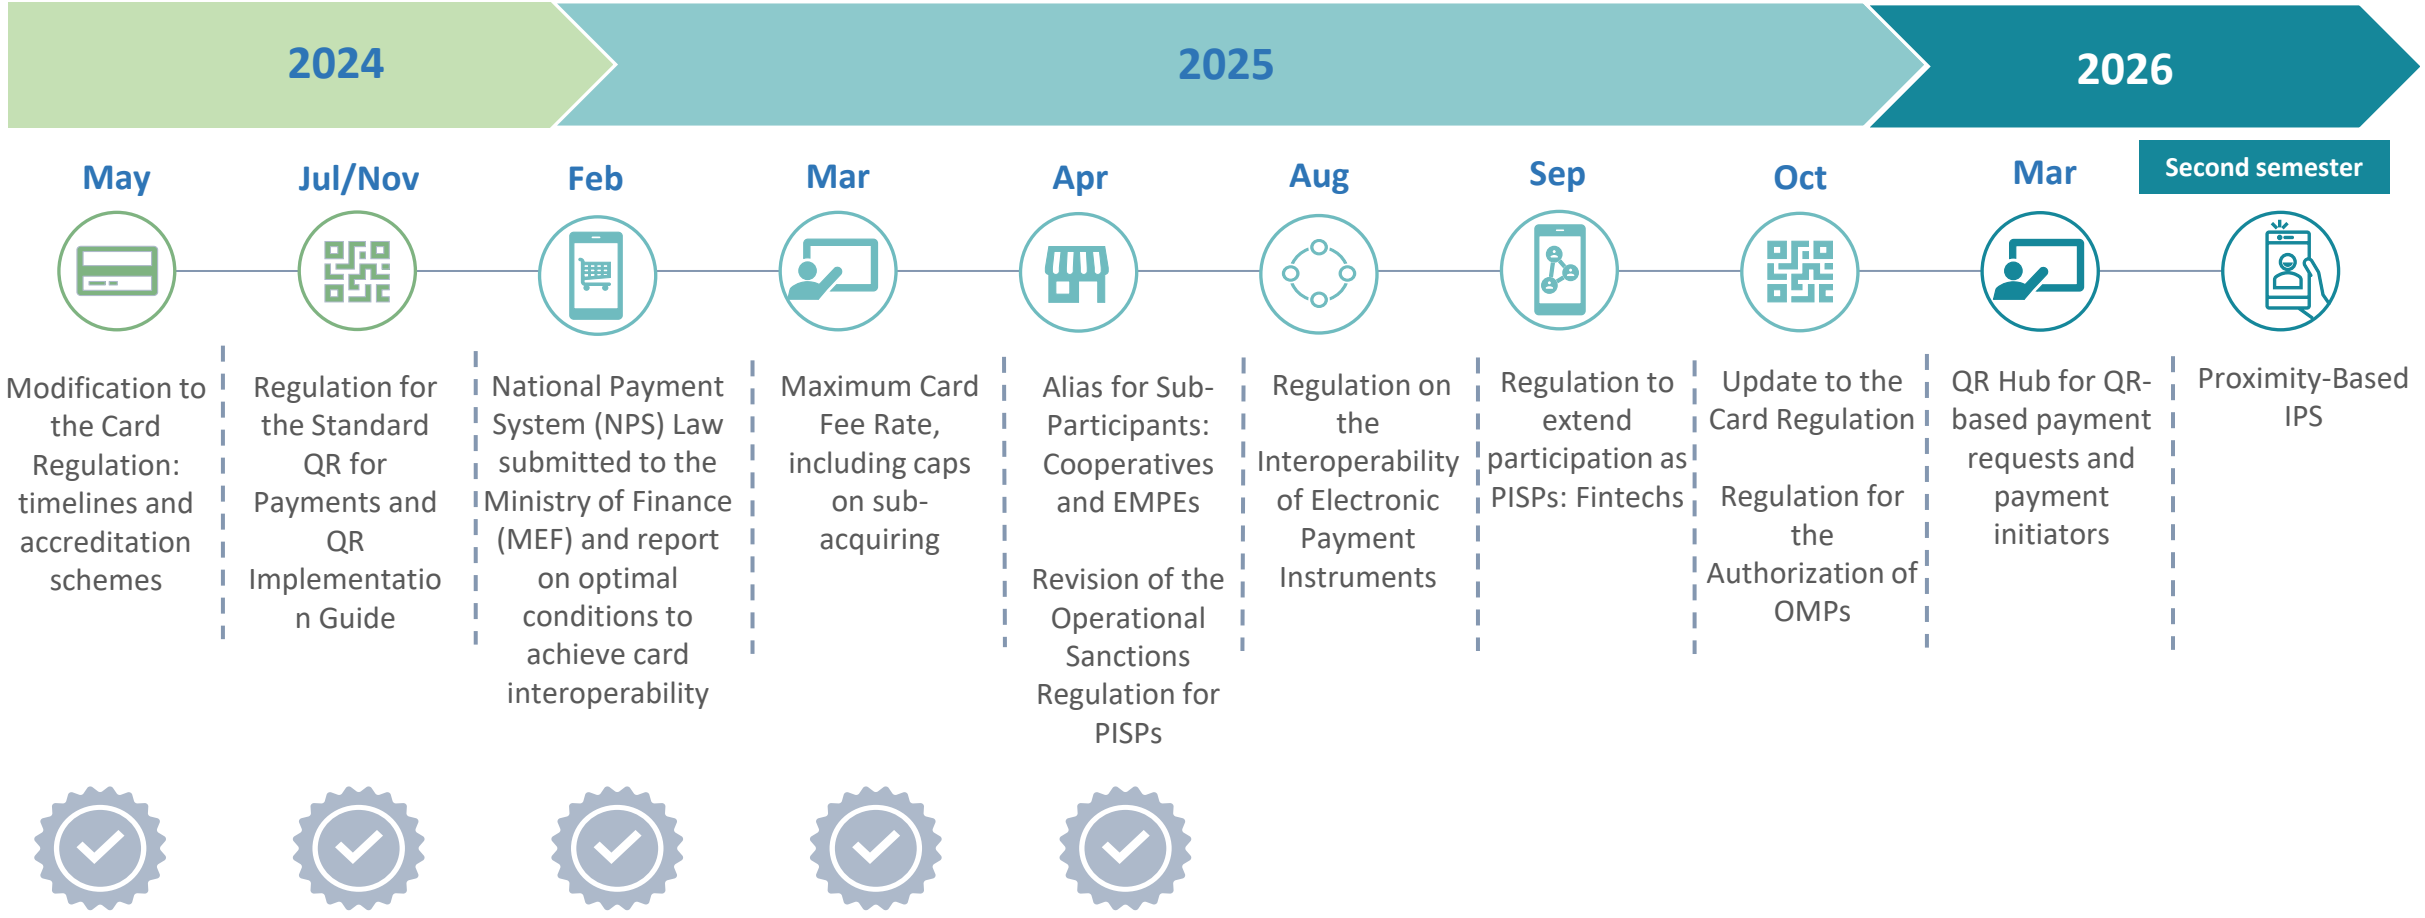 2024
2025
2026
May
Jul/Nov
Feb
Mar
Apr
Aug
Sep
Oct
Mar
Second semester
Modification to
the Card
Regulation:
timelines and
accreditation
schemes
Regulation for
the Standard
QR for
Payments and
QR
Implementatio
n Guide
National Payment
System (NPS) Law
submitted to the
Ministry of Finance
(MEF) and report
on optimal
conditions to
achieve card
interoperability
Maximum Card
Fee Rate,
including caps
on sub-
acquiring
Alias for Sub-
Participants:
Cooperatives
and EMPEs
Revision of the
Operational
Sanctions
Regulation for
PISPs
Regulation on
the
Interoperability
of Electronic
Payment
Instruments
Regulation to
extend
participation as
PISPs: Fintechs
Update to the
Card Regulation
Regulation for
the
Authorization of
OMPs
QR Hub for QR-
based payment
requests and
payment
initiators
Proximity-Based
IPS